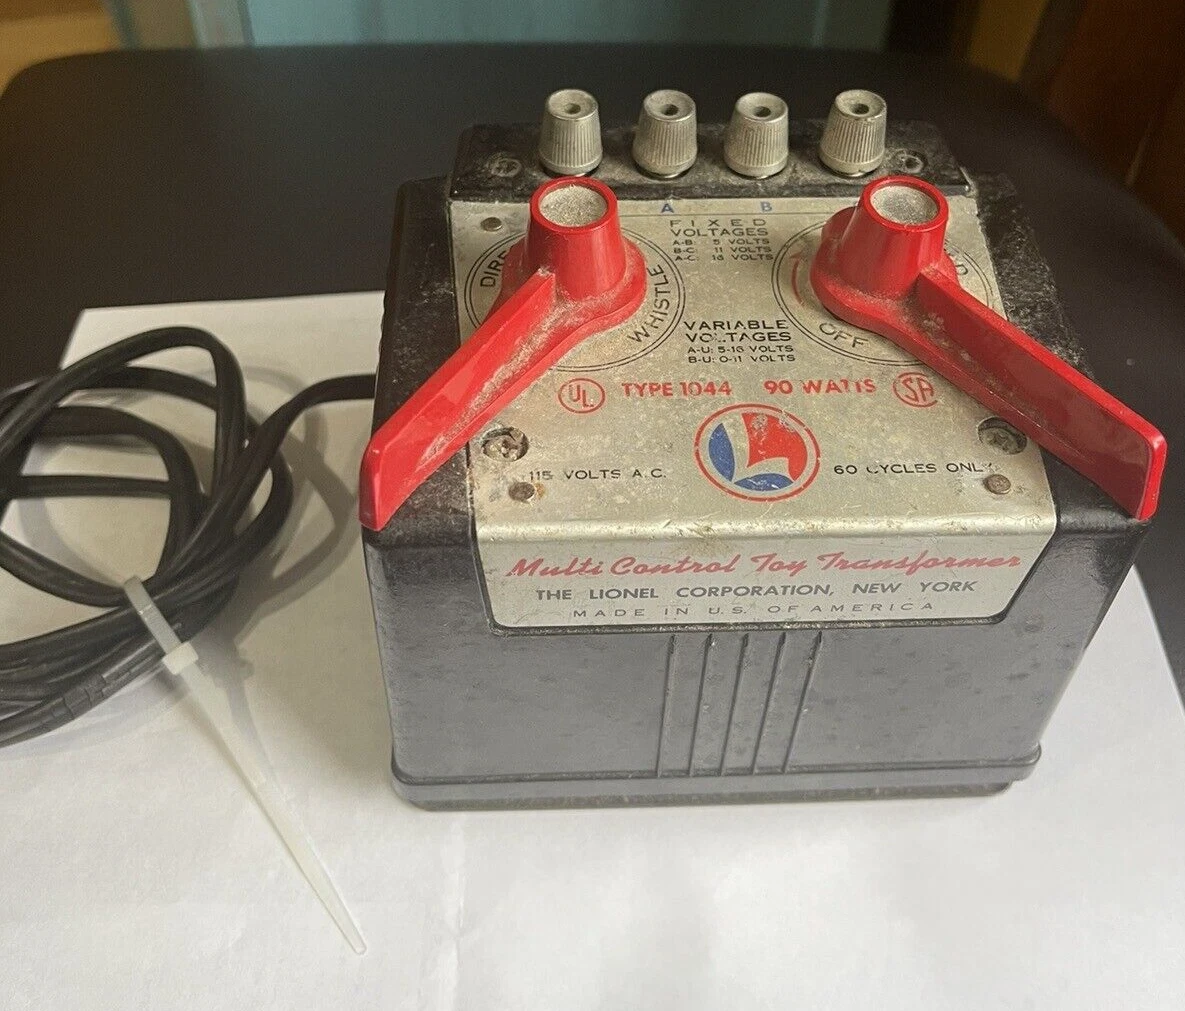 A B
FIXED
VOLTAGES
A-B: 5 VOLTS
B-C: 11 VOLTS
A-C: 16 VOLTS
WHISTLE
OFF
VARIABLE
VOLTAGES
A-U: 5-16 VOLTS
B-U: 0-11 VOLTS
UL TYPE 1044 90 WATTS SA
L
115 VOLTS A.C. 60 CYCLES ONLY
Multi Control Toy Transformer
THE LIONEL CORPORATION, NEW YORK
MADE IN U.S. OF AMERICA